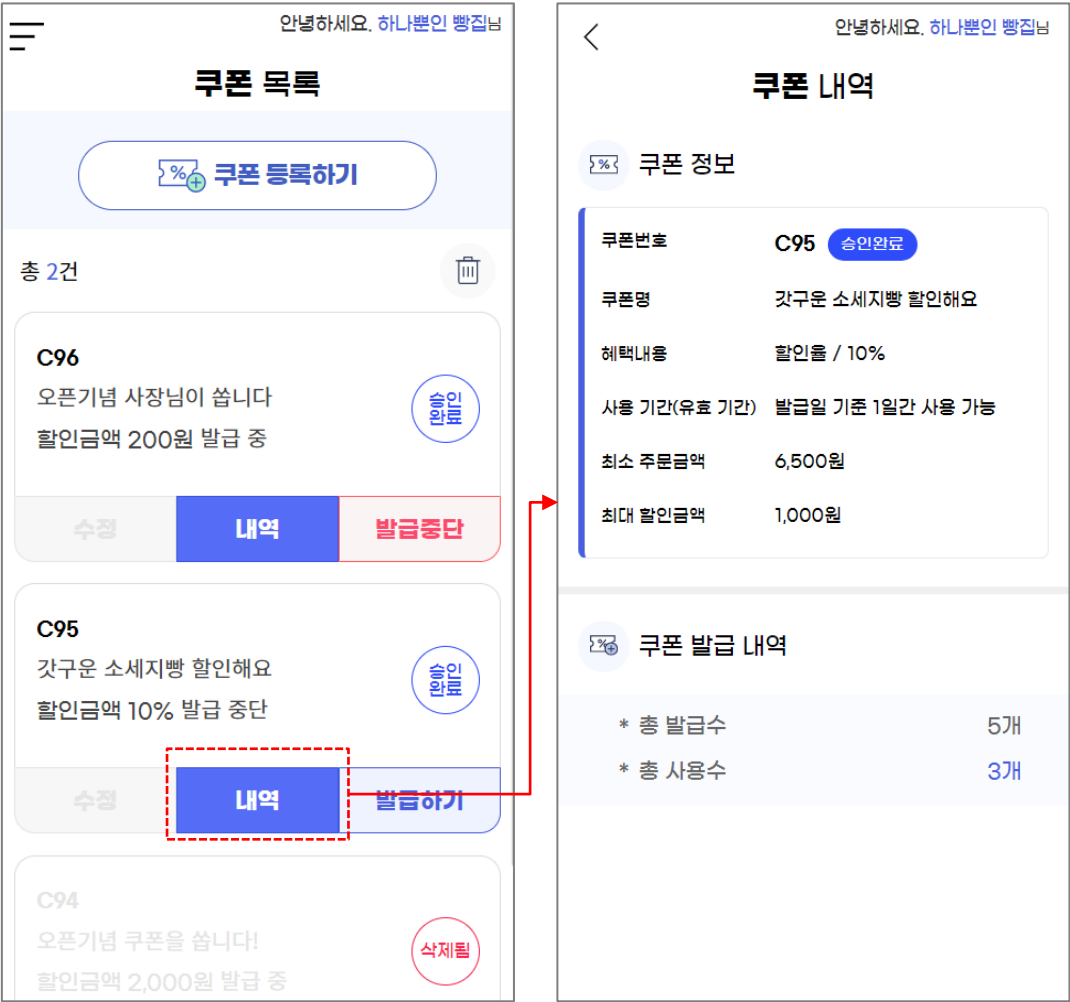 안녕하세요. 하나뿐인 빵집님
쿠폰 목록
쿠폰 등록하기
총 2건
C96
오픈기념 사장님이 쏩니다
할인금액 200원 발급 중
승인
완료
수정
내역
발급중단
C95
갓구운 소세지빵 할인해요
할인금액 10% 발급 중단
승인
완료
수정
내역
발급하기
C94
오픈기념 쿠폰을 쏩니다!
할인금액 2,000원 발급 중
삭제됨
안녕하세요. 하나뿐인 빵집님
쿠폰 내역
쿠폰 정보
쿠폰번호 C95 승인완료
쿠폰명 갓구운 소세지빵 할인해요
혜택내용 할인율 / 10%
사용 기간(유효 기간) 발급일 기준 1일간 사용 가능
최소 주문금액 6,500원
최대 할인금액 1,000원
쿠폰 발급 내역
* 총 발급수 5개
* 총 사용수 3개